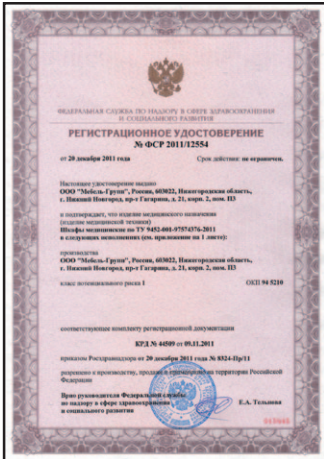 ФЕДЕРАЛЬНАЯ СЛУЖБА ПО НАДЗОРУ В СФЕРЕ ЗДРАВООХРАНЕНИЯ
И СОЦИАЛЬНОГО РАЗВИТИЯ
РЕГИСТРАЦИОННОЕ УДОСТОВЕРЕНИЕ
№ ФСР 2011/12554
от 20 декабря 2011 года Срок действия: не ограничен.
Настоящее удостоверение выдано
ООО "Мебель-Групп", Россия, 603022, Нижегородская область,
г. Нижний Новгород, пр-т Гагарина, д. 21, корп. 2, пом. П3
и подтверждает, что изделие медицинского назначения
(изделие медицинской техники)
Шкафы медицинские по ТУ 9452-001-97574376-2011
в следующих исполнениях (см. приложение на 1 листе):
производства
ООО "Мебель-Групп", Россия, 603022, Нижегородская область,
г. Нижний Новгород, пр-т Гагарина, д. 21, корп. 2, пом. П3
класс потенциального риска 1 ОКП 94 5210
соответствующее комплекту регистрационной документации
КРД № 44509 от 09.11.2011
приказом Росздравнадзора от 20 декабря 2011 года № 8324-Пр/11
разрешено к производству, продаже и применению на территории Российской
Федерации
Врио руководителя Федеральной службы
по надзору в сфере здравоохранения
и социального развития Е.А. Тельнова